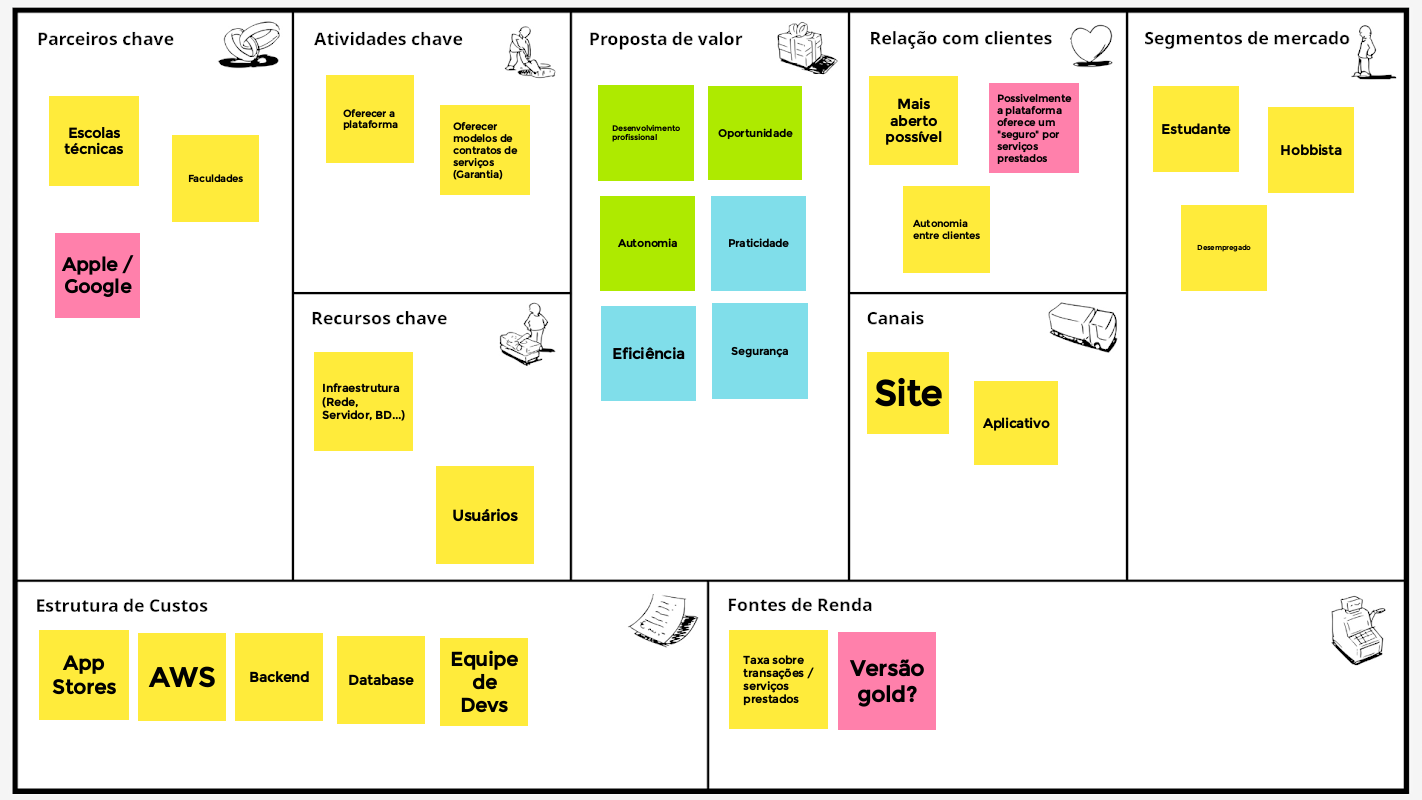 Parceiros chave
Escolas
técnicas
Faculdades
Apple /
Google
Atividades chave
Oferecer a
plataforma
Oferecer
modelos de
contratos de
serviços
(Garantia)
Recursos chave
Infraestrutura
(Rede,
Servidor, BD...)
Usuários
Proposta de valor
Desenvolvimento
profissional
Oportunidade
Autonomia
Praticidade
Eficiência
Segurança
Relação com clientes
Mais
aberto
possível
Possivelmente
a plataforma
oferece um
"seguro" por
serviços
prestados
Autonomia
entre clientes
Canais
Site
Aplicativo
Segmentos de mercado
Estudante
Hobbista
Desempregado
Estrutura de Custos
App
Stores
AWS
Backend
Database
Equipe
de
Devs
Fontes de Renda
Taxa sobre
transações /
serviços
prestados
Versão
gold?